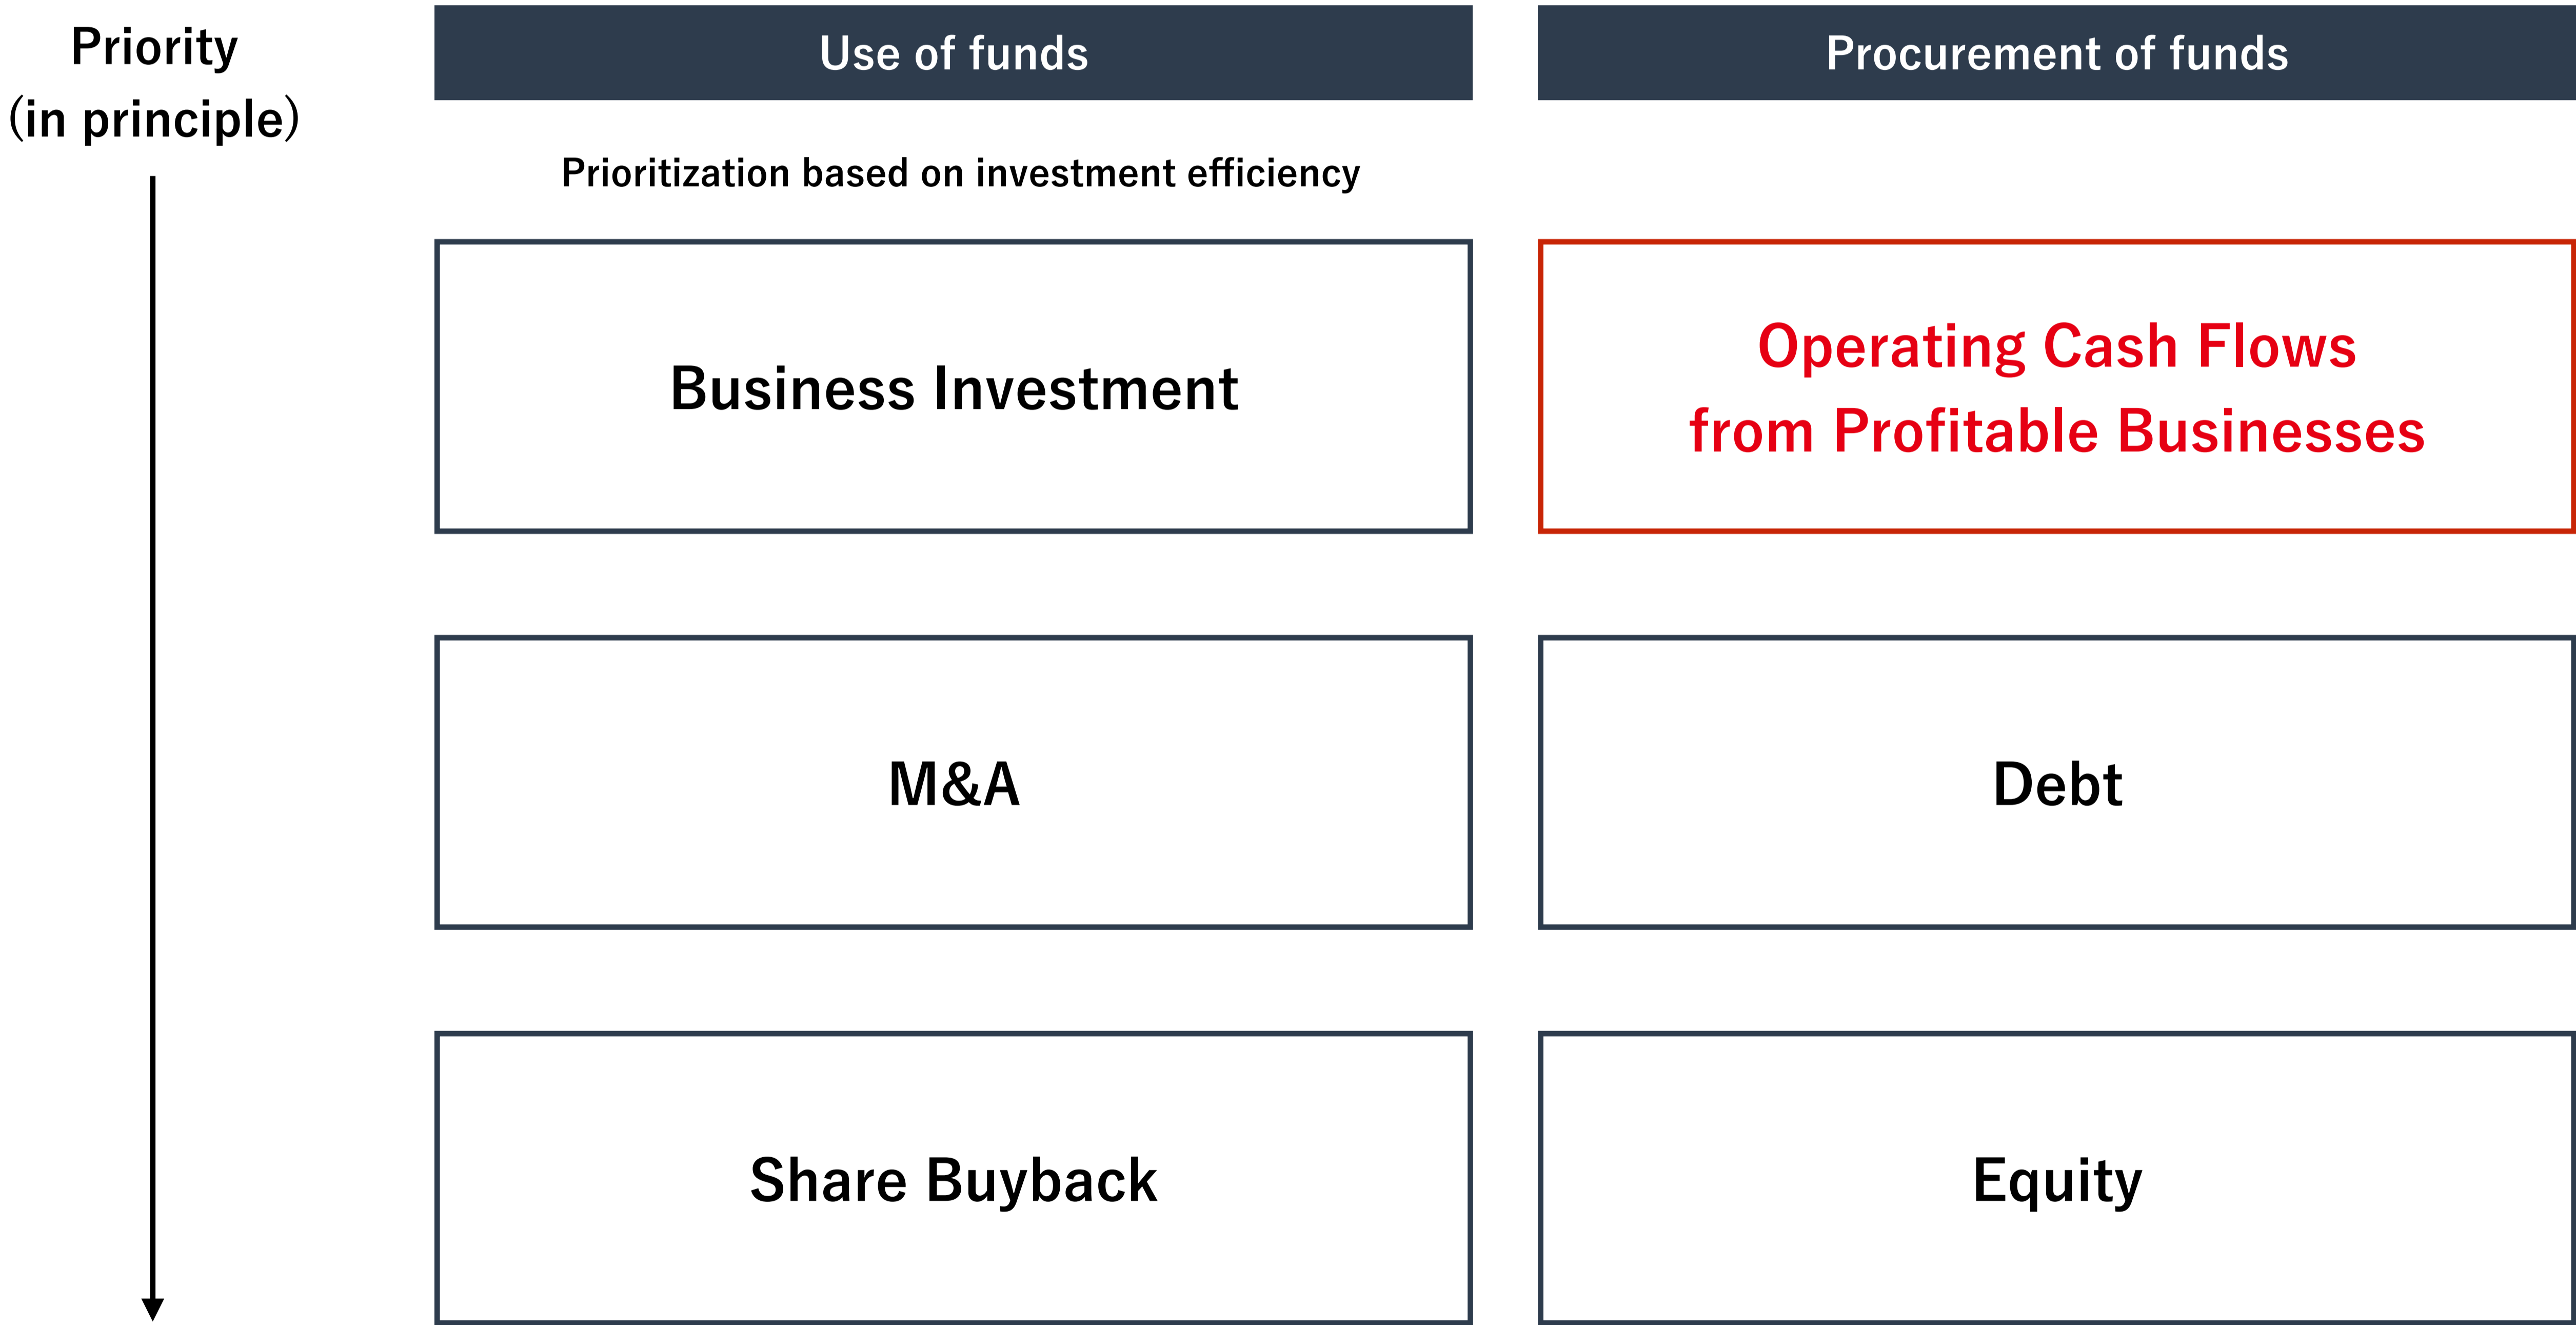 Priority
(in principle)
Use of funds
Procurement of funds
Prioritization based on investment efficiency
Business Investment
Operating Cash Flows
from Profitable Businesses
M&A
Debt
Share Buyback
Equity